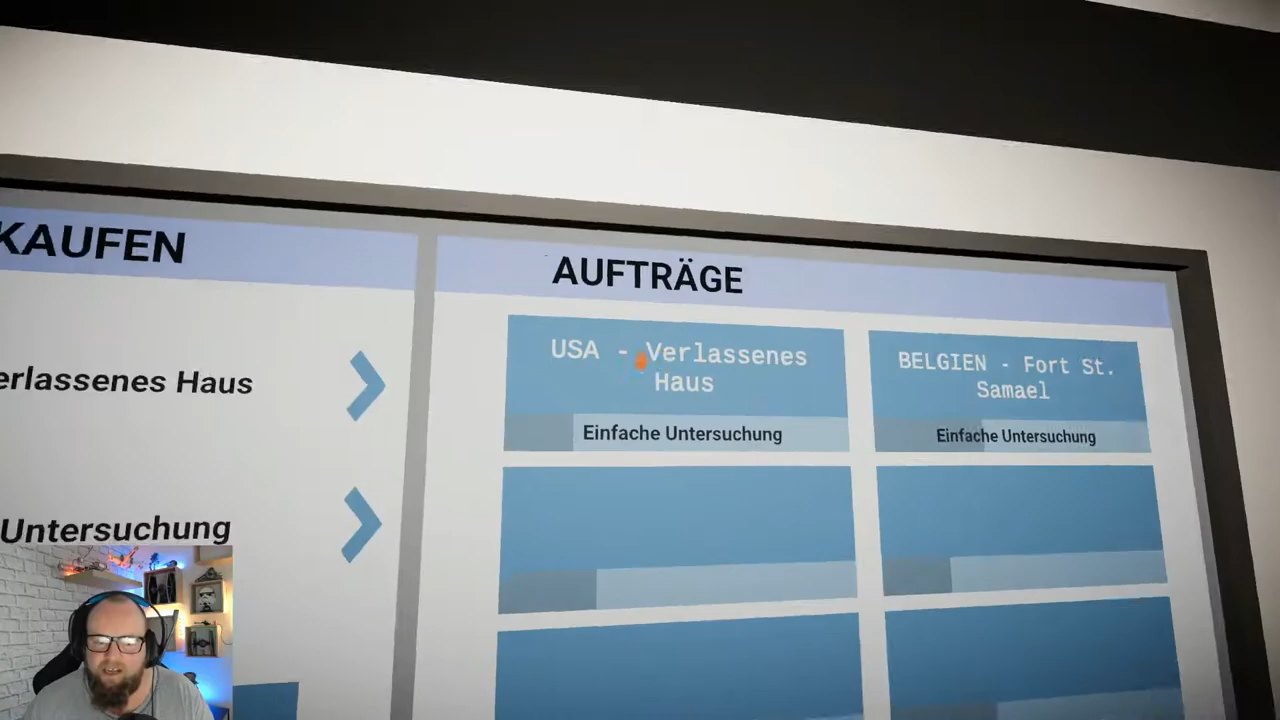 KAUFEN
erlassenes Haus
Untersuchung
AUFTRÄGE
USA - Verlassenes
Haus
Einfache Untersuchung
BELGIEN - Fort St.
Samael
Einfache Untersuchung